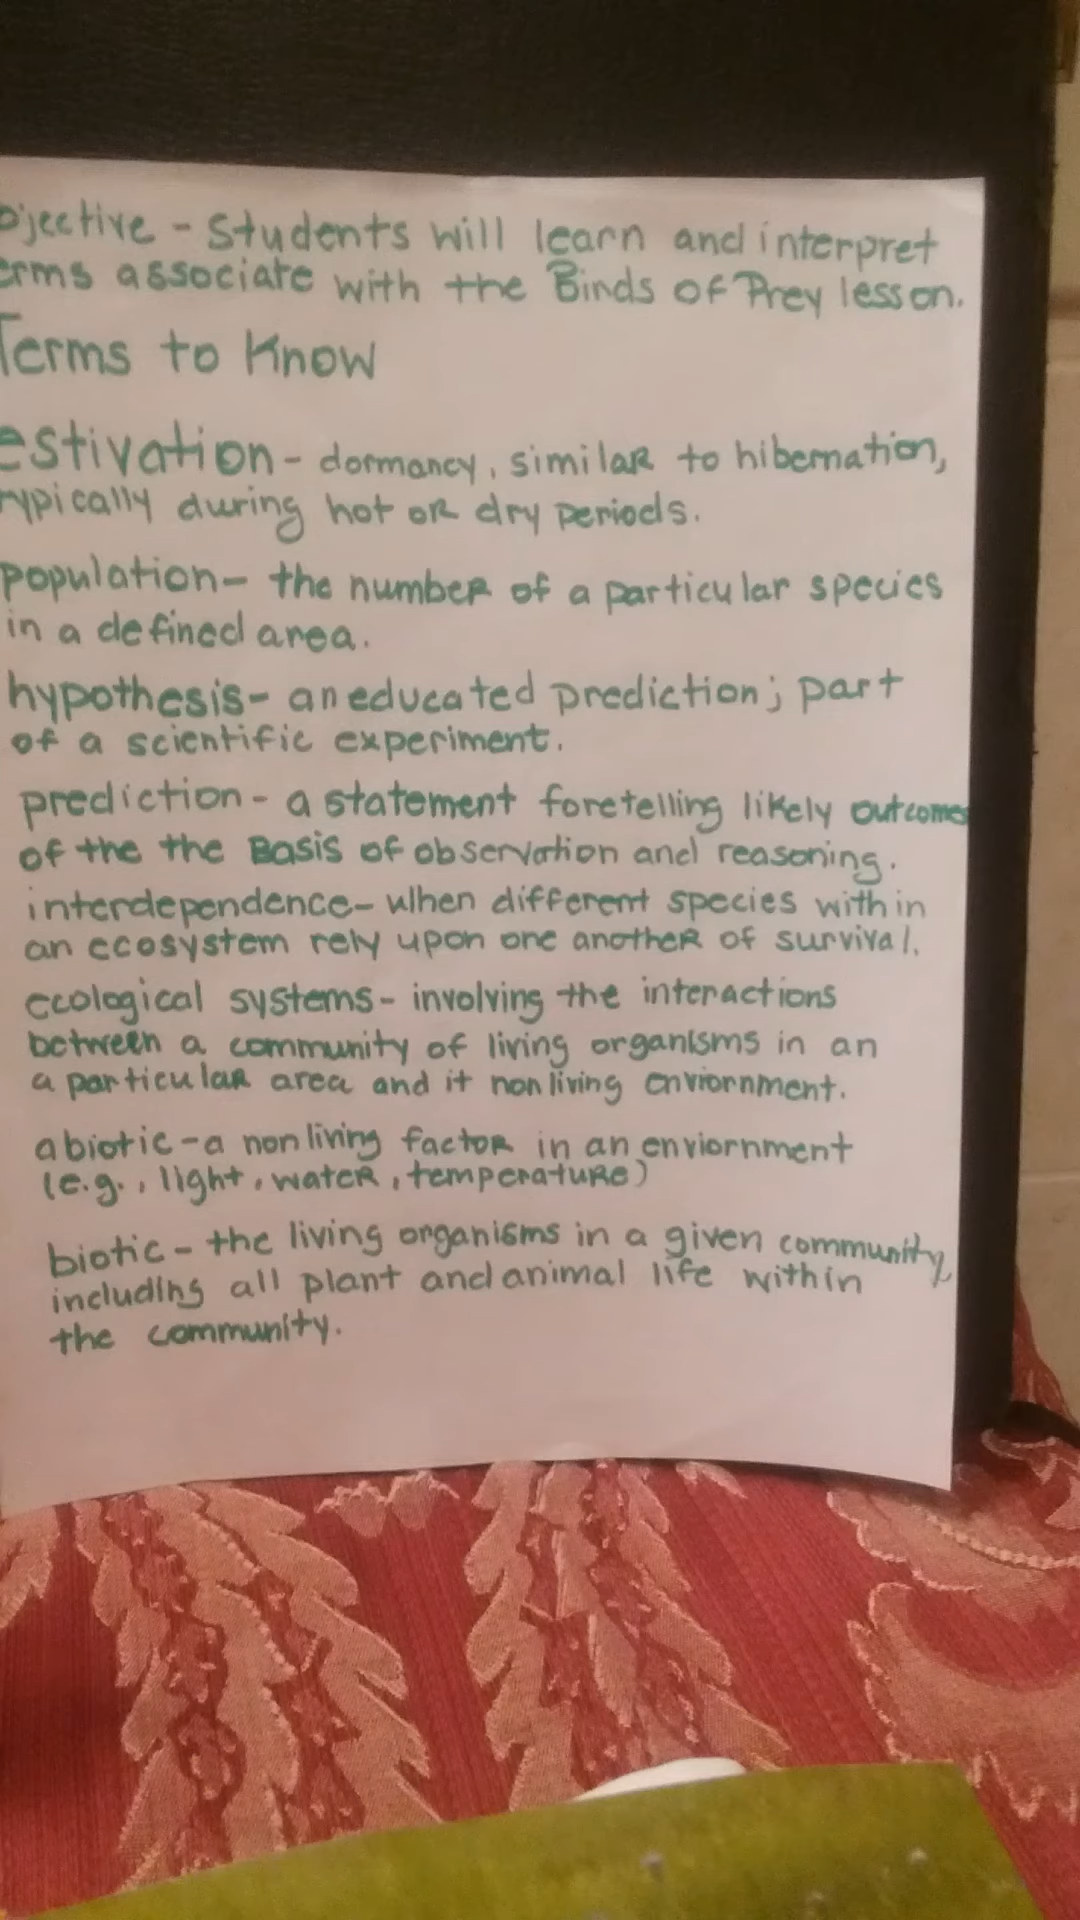 bjective - Students will learn and interpret
erms associate with the Binds of Prey lesson.
Terms to Know
estivation - dormancy, similar to hibernation,
typically during hot or dry periods.
population - the number of a particular species
in a defined area.
hypothesis - an educated prediction; part
of a scientific experiment.
prediction - a statement foretelling likely outcomes
of the the Basis of observation and reasoning.
interdependence - when different species within
an ecosystem rely upon one another of survival.
ecological systems - involving the interactions
between a community of living organisms in an
a particular area and it nonliving enviornment.
abiotic - a nonliving factor in an enviornment
(e.g., light, water, temperature)
biotic - the living organisms in a given community,
including all plant and animal life within
the community.